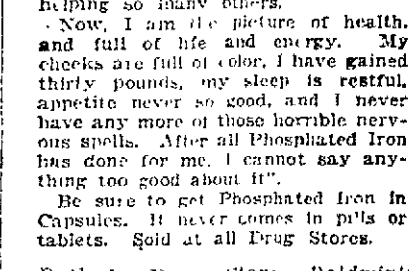 helping so many others.
Now, I am the picture of health,
and full of life and energy. My
cheeks are full of color, I have gained
thirty pounds, my sleep is restful,
appetite never so good, and I never
have any more of those horrible nerv-
ous spells. After all Phosphated Iron
has done for me, I cannot say any-
thing too good about it".
Be sure to get Phosphated Iron in
Capsules. It never comes in pills or
tablets. Sold at all Drug Stores.